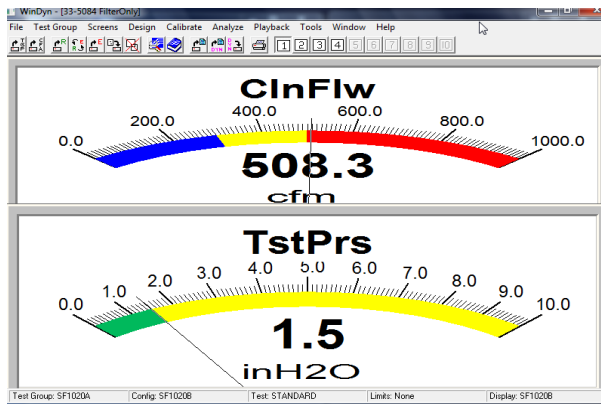 WinDyn - [33-5084 FilterOnly]
File Test Group Screens Design Calibrate Analyze Playback Tools Window Help
1 2 3 4 5 6 7 8 9 10
ClnFlw
0.0 200.0 400.0 600.0 800.0 1000.0
508.3
cfm
TstPrs
0.0 1.0 2.0 3.0 4.0 5.0 6.0 7.0 8.0 9.0 10.0
1.5
inH2O
Test Group: SF1020A Config: SF1020B Test: STANDARD Limits: None Display: SF1020B